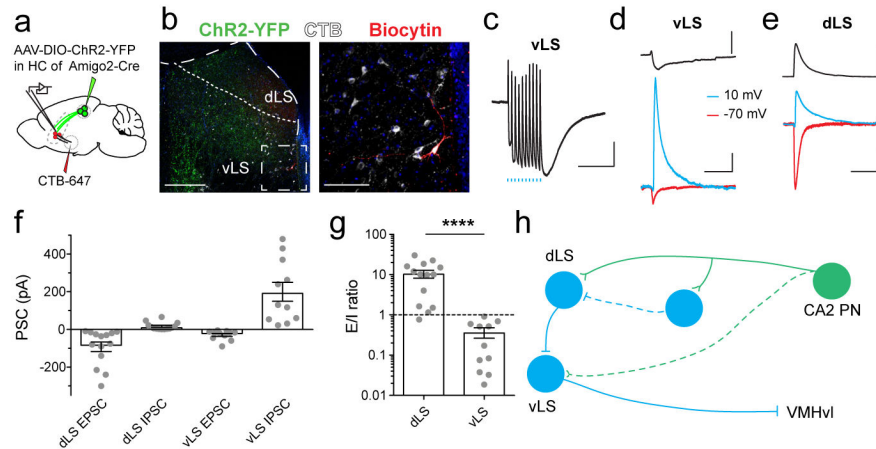 a
AAV-DIO-ChR2-YFP
in HC of Amigo2-Cre
CTB-647
b
ChR2-YFP CTB Biocytin
dLS
vLS
c
vLS
d
vLS
10 mV
-70 mV
e
dLS
f
PSC (pA)
400
200
0
-200
dLS EPSC
dLS IPSC
vLS EPSC
vLS IPSC
g
****
E/I ratio
100
10
1
0.1
0.01
dLS
vLS
h
dLS
CA2 PN
vLS
VMHvl